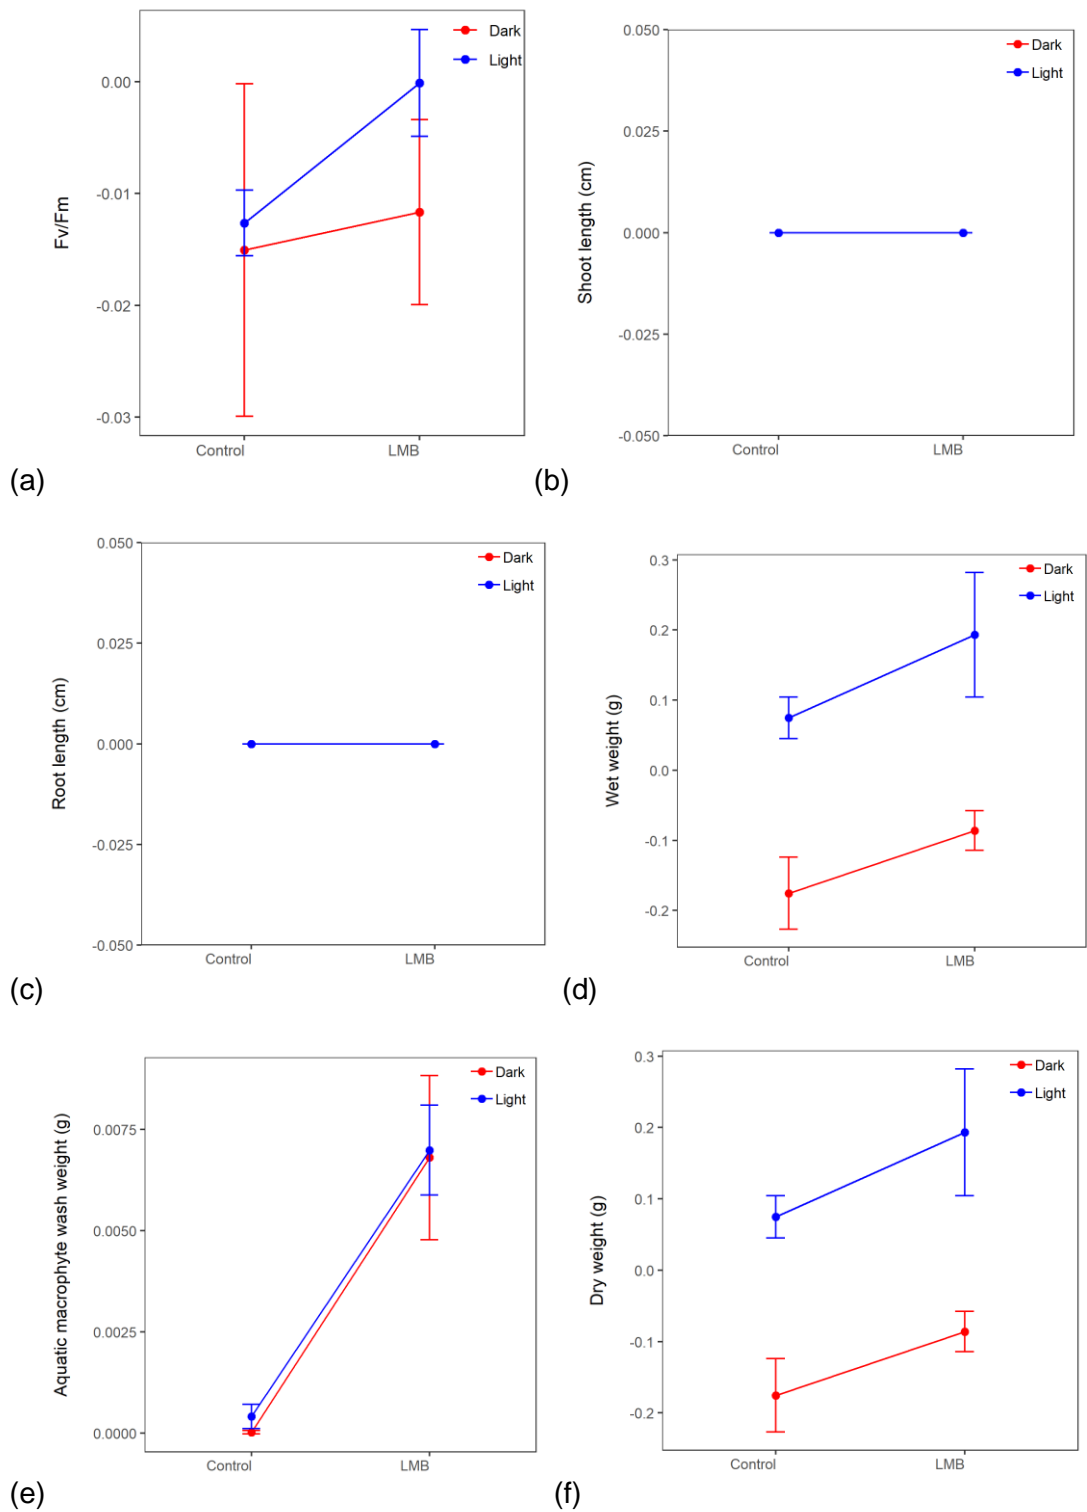 Fv/Fm
0.00
-0.01
-0.02
-0.03
Dark
Light
Control LMB
(a)
Shoot length (cm)
0.050
0.025
0.000
-0.025
-0.050
Dark
Light
Control LMB
(b)
Root length (cm)
0.050
0.025
0.000
-0.025
-0.050
Dark
Light
Control LMB
(c)
Wet weight (g)
0.3
0.2
0.1
0.0
-0.1
-0.2
Dark
Light
Control LMB
(d)
Aquatic macrophyte wash weight (g)
0.0075
0.0050
0.0025
0.0000
Dark
Light
Control LMB
(e)
Dry weight (g)
0.3
0.2
0.1
0.0
-0.1
-0.2
Dark
Light
Control LMB
(f)